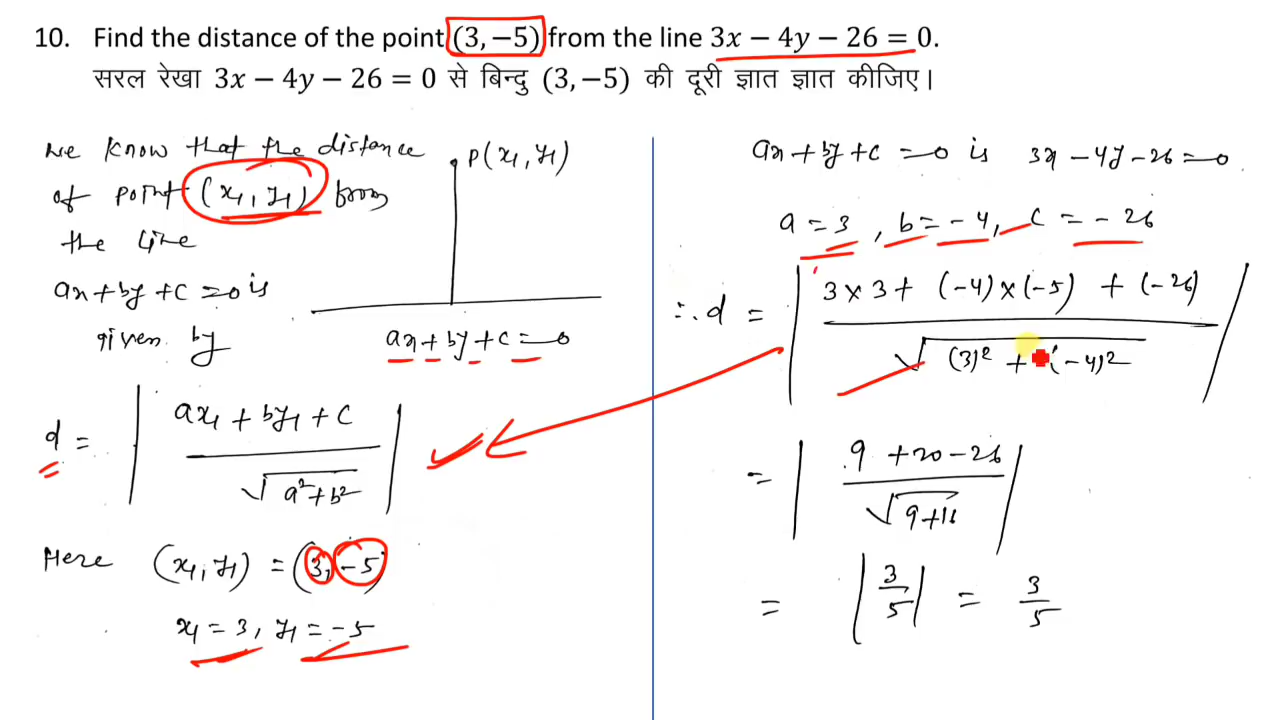 10. Find the distance of the point (3, −5) from the line 3x − 4y − 26 = 0.
सरल रेखा 3x − 4y − 26 = 0 से बिन्दु (3, −5) की दूरी ज्ञात ज्ञात कीजिए।
we know that the distance
of point (x₁, y₁) from
the line
ax + by + c = 0 is
given by
P(x₁, y₁)
ax + by + c = 0
d = | (ax₁ + by₁ + c) / √(a² + b²) |
Here (x₁, y₁) = (3, −5)
x₁ = 3, y₁ = −5
ax + by + c = 0 is 3x − 4y − 26 = 0
a = 3, b = −4, c = −26
∴ d = | (3 × 3 + (−4) × (−5) + (−26)) / √((3)² + (−4)²) |
= | (9 + 20 − 26) / √(9 + 16) |
= | 3/5 | = 3/5